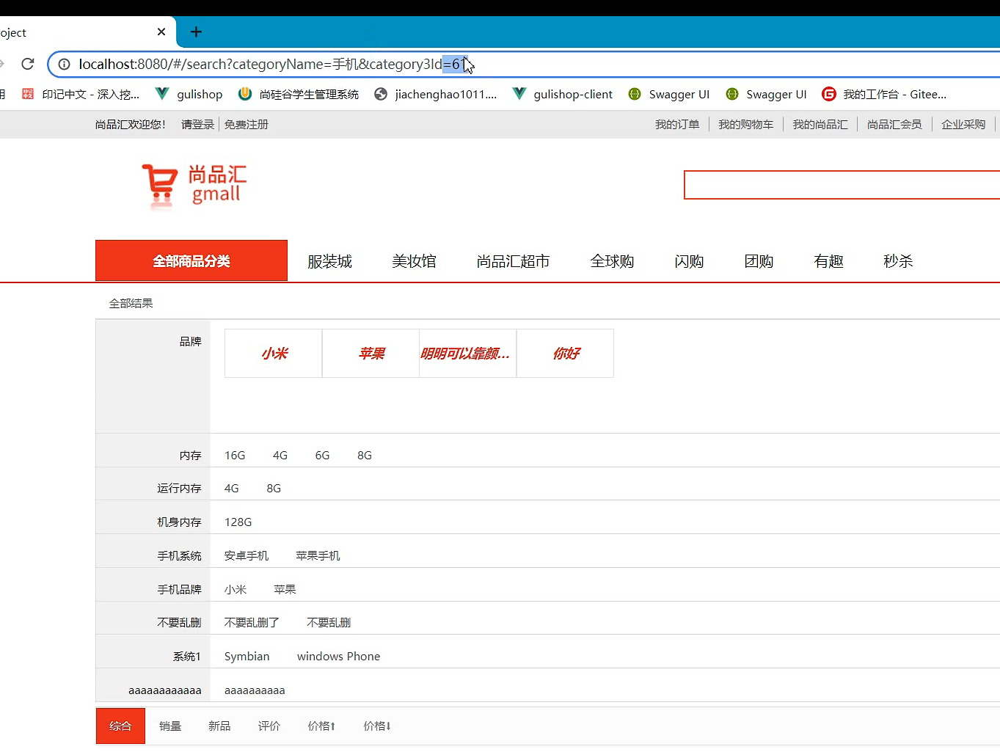 oject
localhost:8080/#/search?categoryName=手机&category3Id=61
用 印记中文 - 深入挖... gulishop 尚硅谷学生管理系统 jiachenghao1011.... gulishop-client Swagger UI Swagger UI 我的工作台 - Gitee...
尚品汇欢迎您! 请登录 免费注册 我的订单 我的购物车 我的尚品汇 尚品汇会员 企业采购
尚品汇
gmall
全部商品分类 服装城 美妆馆 尚品汇超市 全球购 闪购 团购 有趣 秒杀
全部结果
品牌 小米 苹果 明明可以靠颜... 你好
内存 16G 4G 6G 8G
运行内存 4G 8G
机身内存 128G
手机系统 安卓手机 苹果手机
手机品牌 小米 苹果
不要乱删 不要乱删了 不要乱删
系统1 Symbian windows Phone
aaaaaaaaaaaa aaaaaaaaaa
综合 销量 新品 评价 价格⬆ 价格⬇